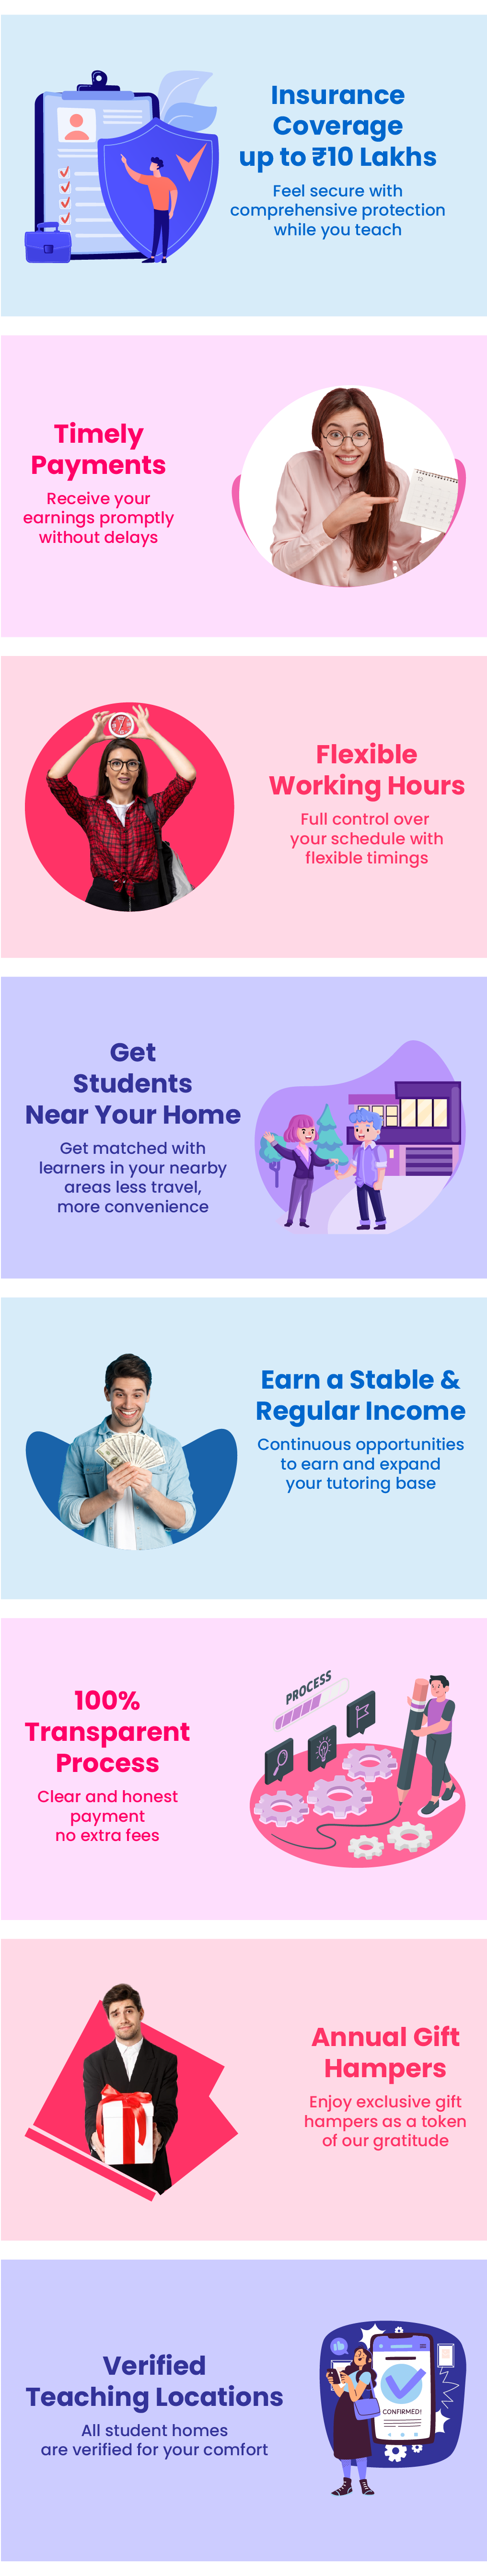 Insurance
Coverage
up to ₹10 Lakhs
Feel secure with
comprehensive protection
while you teach
Timely
Payments
Receive your
earnings promptly
without delays
Flexible
Working Hours
Full control over
your schedule with
flexible timings
Get
Students
Near Your Home
Get matched with
learners in your nearby
areas less travel,
more convenience
Earn a Stable &
Regular Income
Continuous opportunities
to earn and expand
your tutoring base
100%
Transparent
Process
Clear and honest
payment
no extra fees
PROCESS
Annual Gift
Hampers
Enjoy exclusive gift
hampers as a token
of our gratitude
Verified
Teaching Locations
All student homes
are verified for your comfort
CONFIRMED!